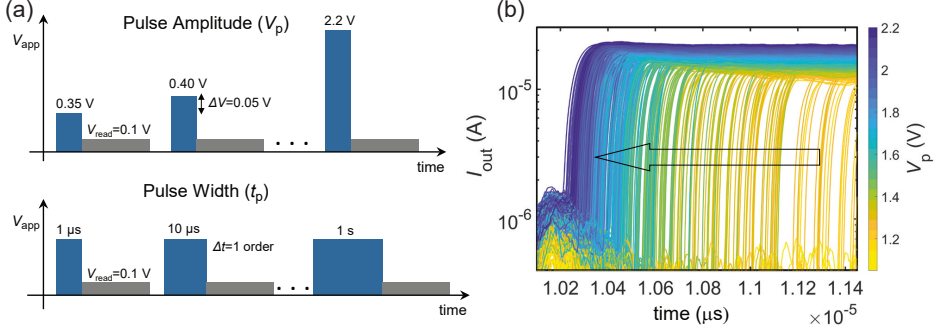 (a)
Pulse Amplitude (Vp)
Vapp
0.35 V
Vread=0.1 V
0.40 V
ΔV=0.05 V
. . .
2.2 V
time
Pulse Width (tp)
Vapp
1 µs
Vread=0.1 V
10 µs
Δt=1 order
. . .
1 s
time
(b)
Iout (A)
10-5
10-6
1.02 1.04 1.06 1.08 1.1 1.12 1.14
time (µs)
×10-5
2.2
2
1.8
1.6
1.4
1.2
Vp (V)